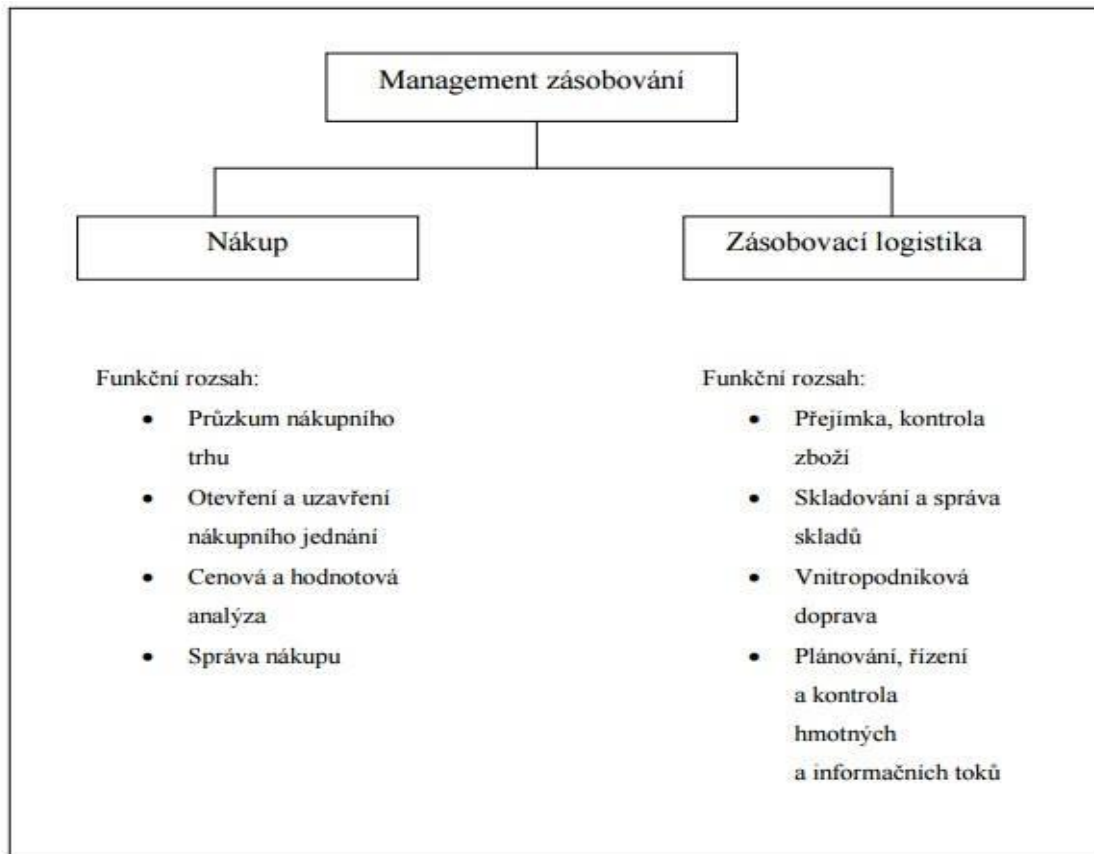 Management zásobování
Nákup
Zásobovací logistika
Funkční rozsah:
• Průzkum nákupního
trhu
• Otevření a uzavření
nákupního jednání
• Cenová a hodnotová
analýza
• Správa nákupu
Funkční rozsah:
• Přejímka, kontrola
zboží
• Skladování a správa
skladů
• Vnitropodniková
doprava
• Plánování, řízení
a kontrola
hmotných
a informačních toků